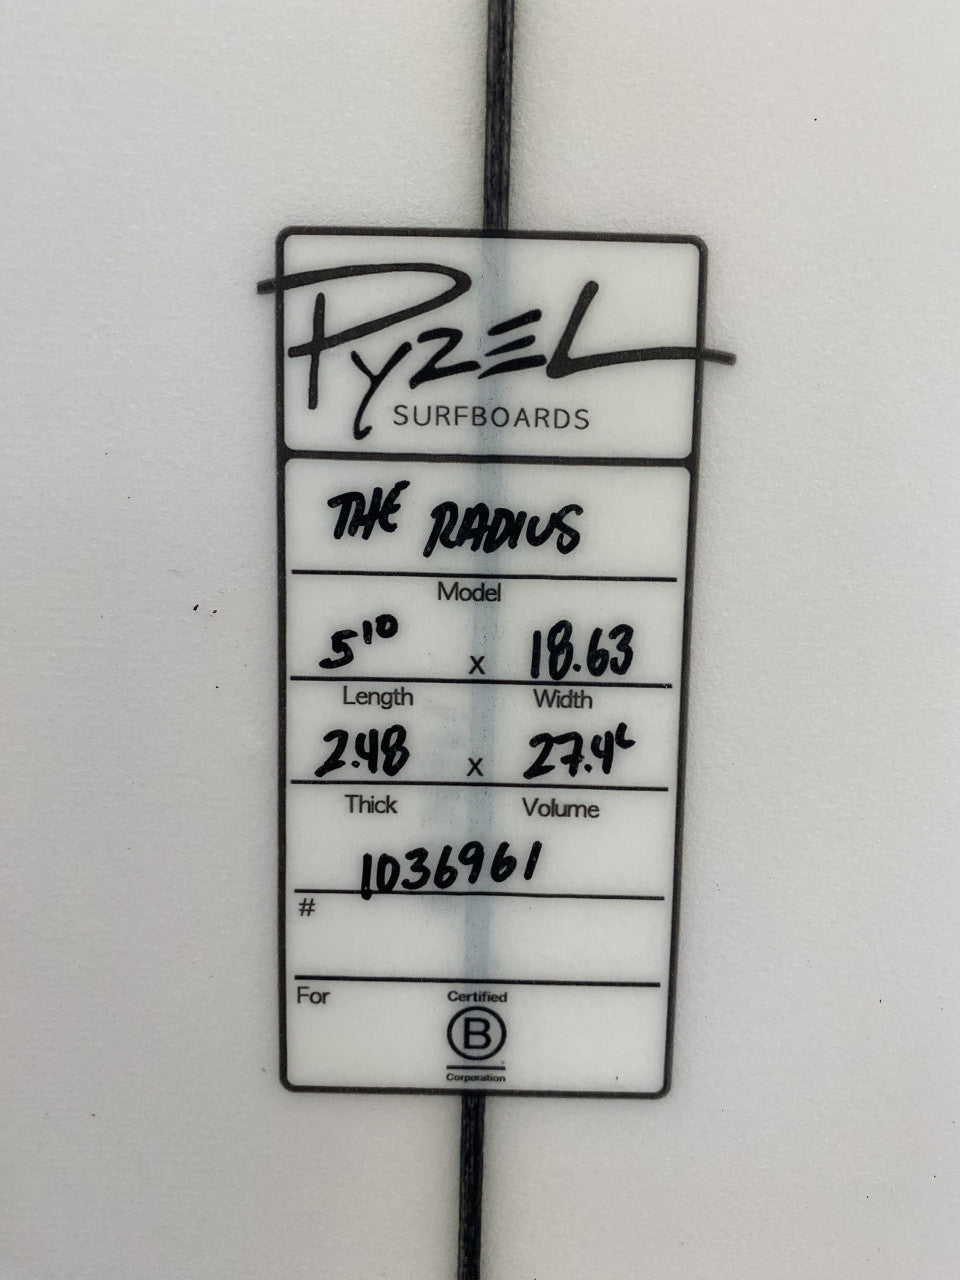 PYZEL
SURFBOARDS
THE RADIUS
Model
5'10 x 18.63
Length Width
2.48 x 27.4L
Thick Volume
1036961
#
For
Certified
B
Corporation